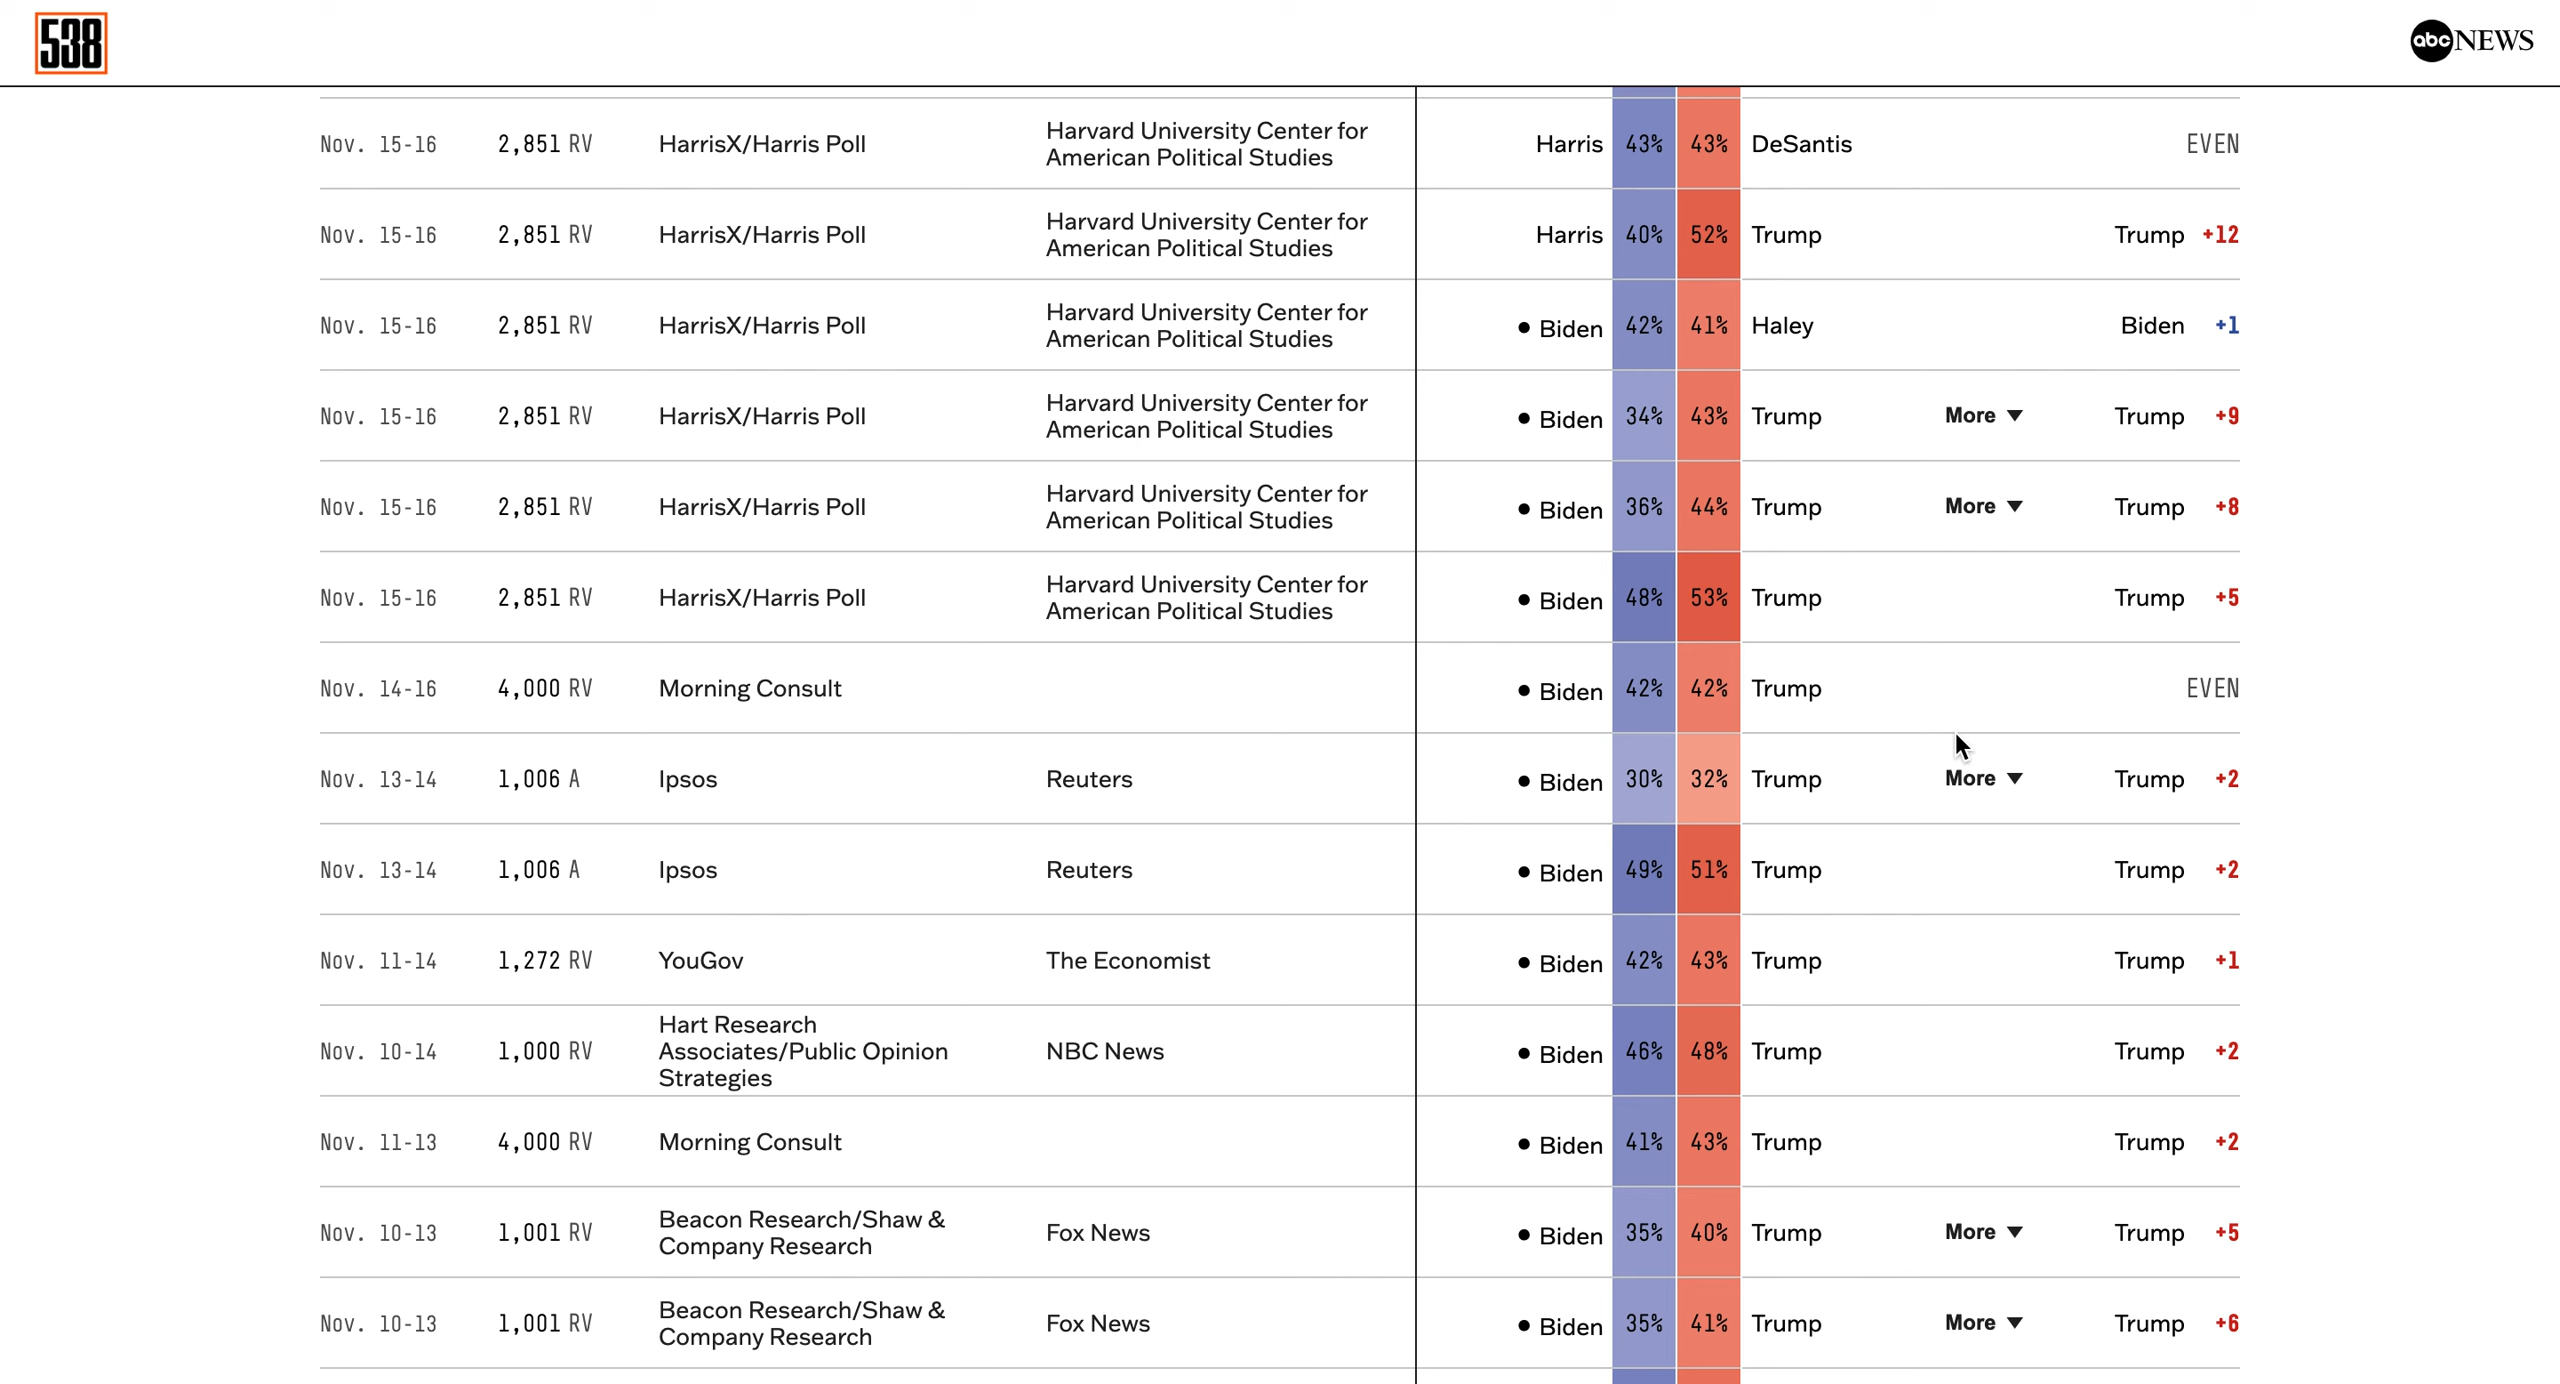 538
abc NEWS
Nov. 15-16 2,851 RV HarrisX/Harris Poll Harvard University Center for
American Political Studies Harris 43% 43% DeSantis EVEN
Nov. 15-16 2,851 RV HarrisX/Harris Poll Harvard University Center for
American Political Studies Harris 40% 52% Trump Trump +12
Nov. 15-16 2,851 RV HarrisX/Harris Poll Harvard University Center for
American Political Studies • Biden 42% 41% Haley Biden +1
Nov. 15-16 2,851 RV HarrisX/Harris Poll Harvard University Center for
American Political Studies • Biden 34% 43% Trump More ▼ Trump +9
Nov. 15-16 2,851 RV HarrisX/Harris Poll Harvard University Center for
American Political Studies • Biden 36% 44% Trump More ▼ Trump +8
Nov. 15-16 2,851 RV HarrisX/Harris Poll Harvard University Center for
American Political Studies • Biden 48% 53% Trump Trump +5
Nov. 14-16 4,000 RV Morning Consult • Biden 42% 42% Trump EVEN
Nov. 13-14 1,006 A Ipsos Reuters • Biden 30% 32% Trump More ▼ Trump +2
Nov. 13-14 1,006 A Ipsos Reuters • Biden 49% 51% Trump Trump +2
Nov. 11-14 1,272 RV YouGov The Economist • Biden 42% 43% Trump Trump +1
Nov. 10-14 1,000 RV Hart Research
Associates/Public Opinion
Strategies NBC News • Biden 46% 48% Trump Trump +2
Nov. 11-13 4,000 RV Morning Consult • Biden 41% 43% Trump Trump +2
Nov. 10-13 1,001 RV Beacon Research/Shaw &
Company Research Fox News • Biden 35% 40% Trump More ▼ Trump +5
Nov. 10-13 1,001 RV Beacon Research/Shaw &
Company Research Fox News • Biden 35% 41% Trump More ▼ Trump +6